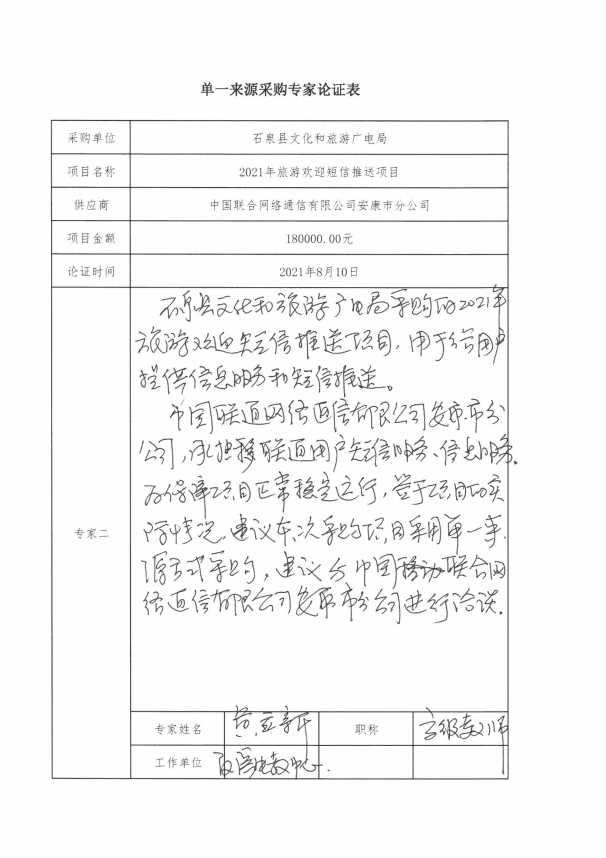 单一来源采购专家论证表
采购单位 石泉县文化和旅游广电局
项目名称 2021年旅游欢迎短信推送项目
供应商 中国联合网络通信有限公司安康市分公司
项目金额 180000.00元
论证时间 2021年8月10日
专家二
石泉县文化和旅游广电局采购的2021年
旅游欢迎短信推送项目，用于给用户
提供信息服务和短信推送。
中国联通网络通信有限公司安康市分
公司，承担联通用户短信服务、信息服务。
为保障项目正常稳定运行，鉴于项目的实
际情况，建议本次采购项目采用单一来
源方式采购，建议与中国移动联合网
络通信有限公司安康市分公司进行洽谈.
专家姓名 职称 高级教师
工作单位 电教中心.